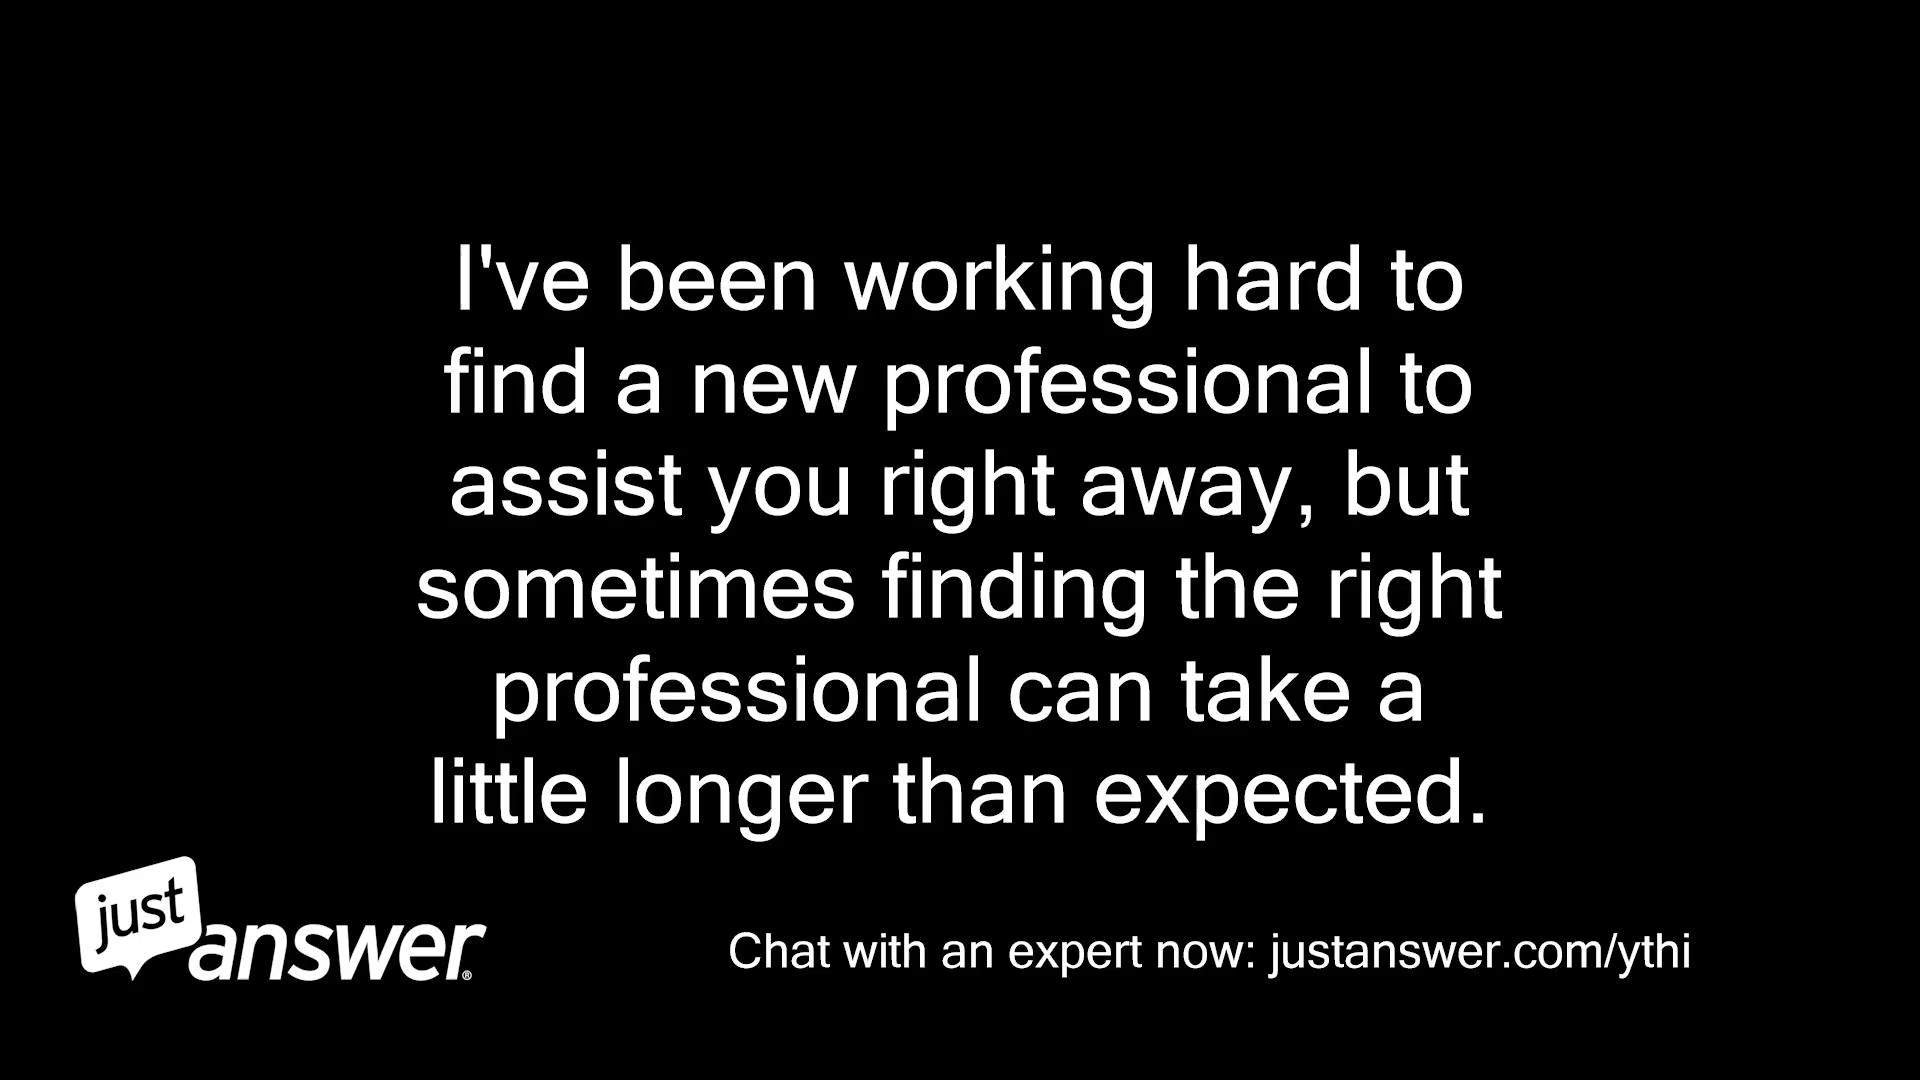 I've been working hard to
find a new professional to
assist you right away, but
sometimes finding the right
professional can take a
little longer than expected.
just
answer®
Chat with an expert now: justanswer.com/ythi